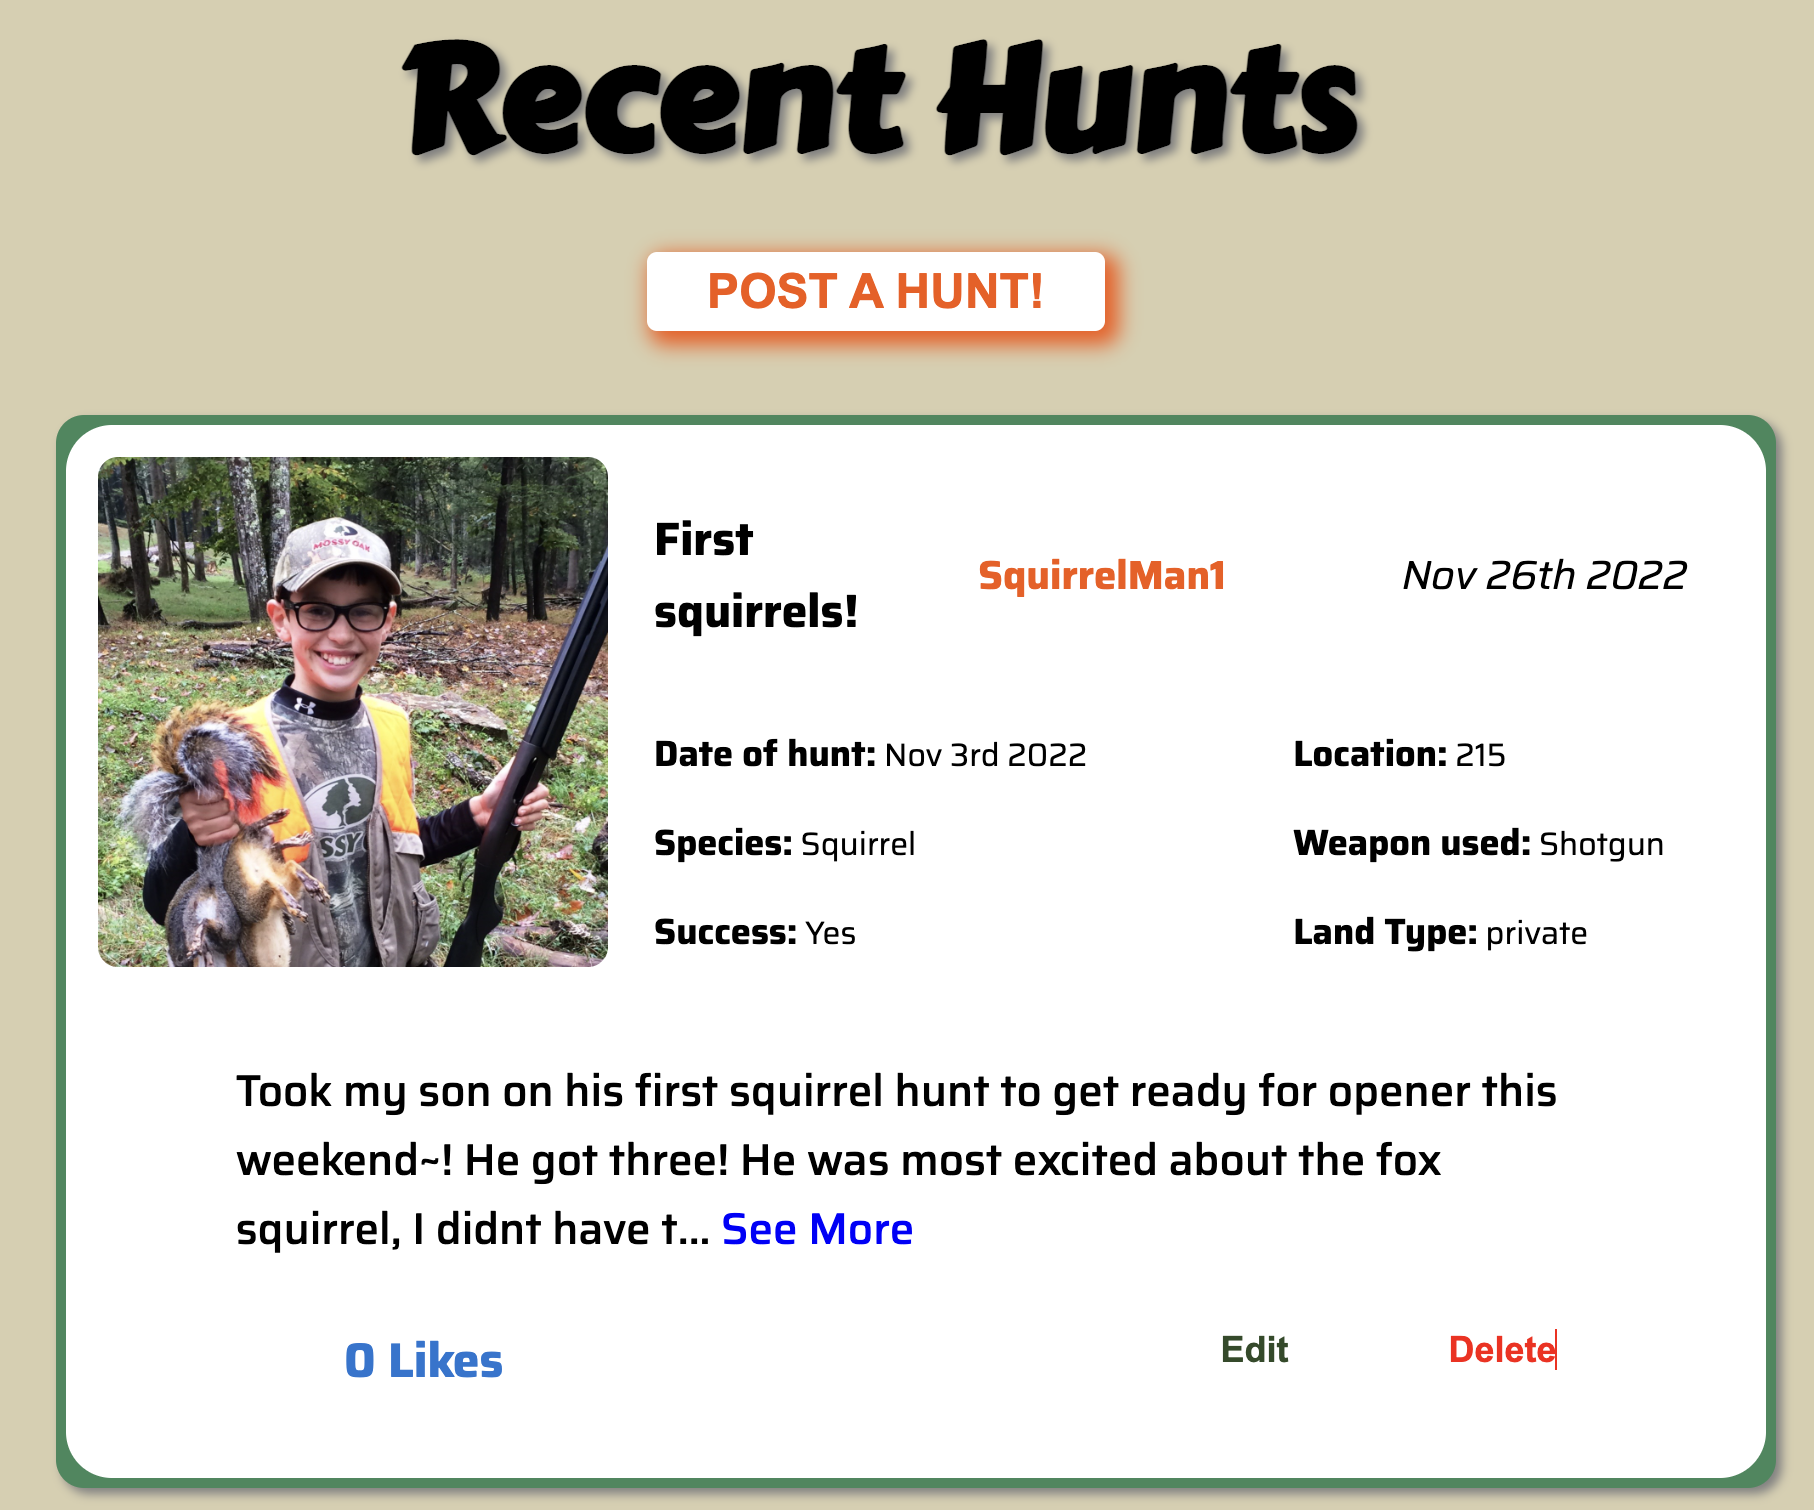 Recent Hunts
POST A HUNT!
MOSSY OAK
First
squirrels!
SquirrelMan1
Nov 26th 2022
Date of hunt: Nov 3rd 2022
Location: 215
Species: Squirrel
Weapon used: Shotgun
Success: Yes
Land Type: private
Took my son on his first squirrel hunt to get ready for opener this
weekend~! He got three! He was most excited about the fox
squirrel, I didnt have t... See More
0 Likes
Edit
Delete